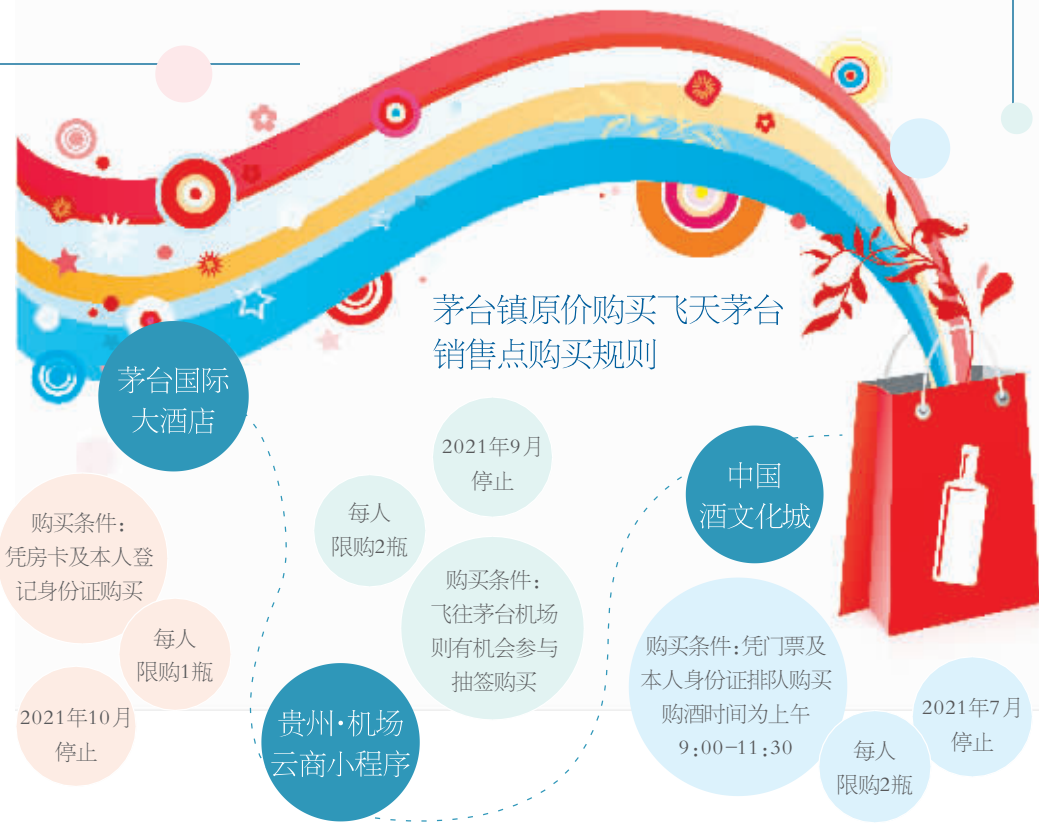 茅台镇原价购买飞天茅台
销售点购买规则
茅台国际
大酒店
购买条件：
凭房卡及本人登
记身份证购买
每人
限购1瓶
2021年10月
停止
贵州·机场
云商小程序
2021年9月
停止
每人
限购2瓶
购买条件：
飞往茅台机场
则有机会参与
抽签购买
中国
酒文化城
购买条件：凭门票及
本人身份证排队购买
购酒时间为上午
9:00-11:30
每人
限购2瓶
2021年7月
停止